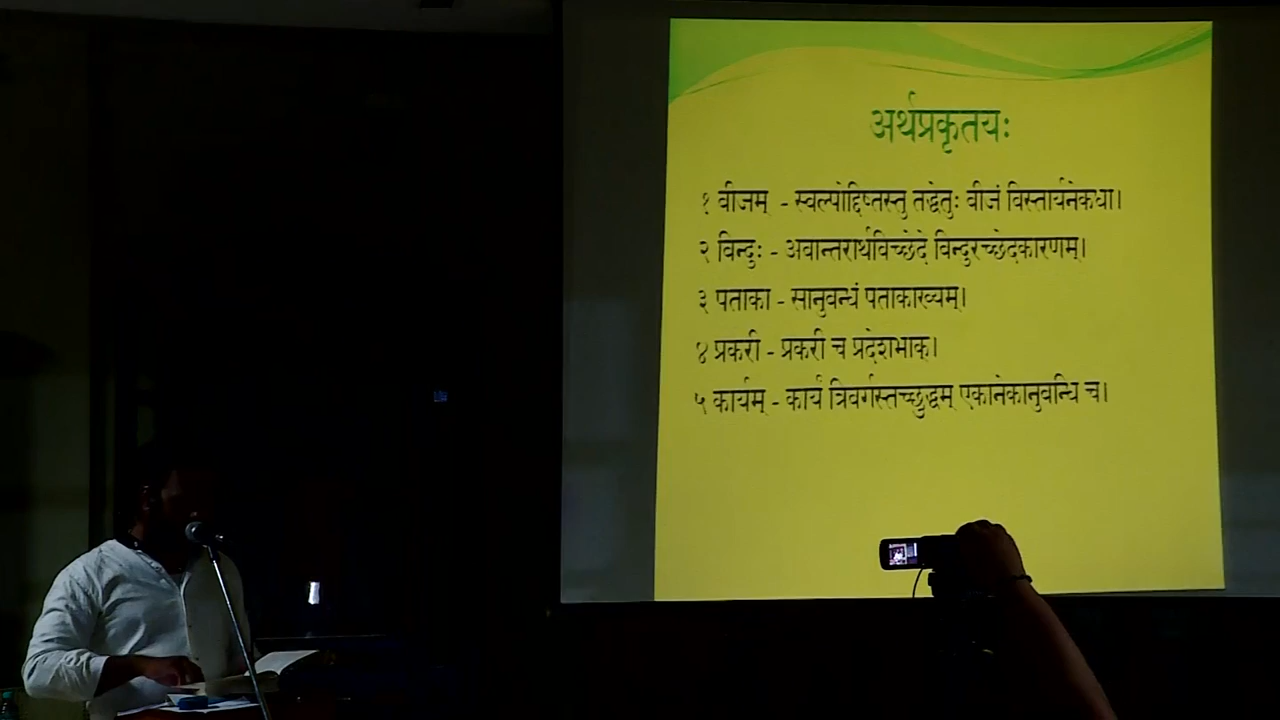 अर्थप्रकृतयः
१ वीजम् - स्वल्पोद्दिष्तस्तु तद्धेतुः वीजं विस्तार्यनेकधा।
२ विन्दुः - अवान्तरार्थविच्छेदे विन्दुरच्छेदकारणम्।
३ पताका - सानुवन्धं पताकाख्यम्।
४ प्रकरी - प्रकरी च प्रदेशभाक्।
५ कार्यम् - कार्यं त्रिवर्गस्तच्छुद्धम् एकानेकानुवन्धि च।